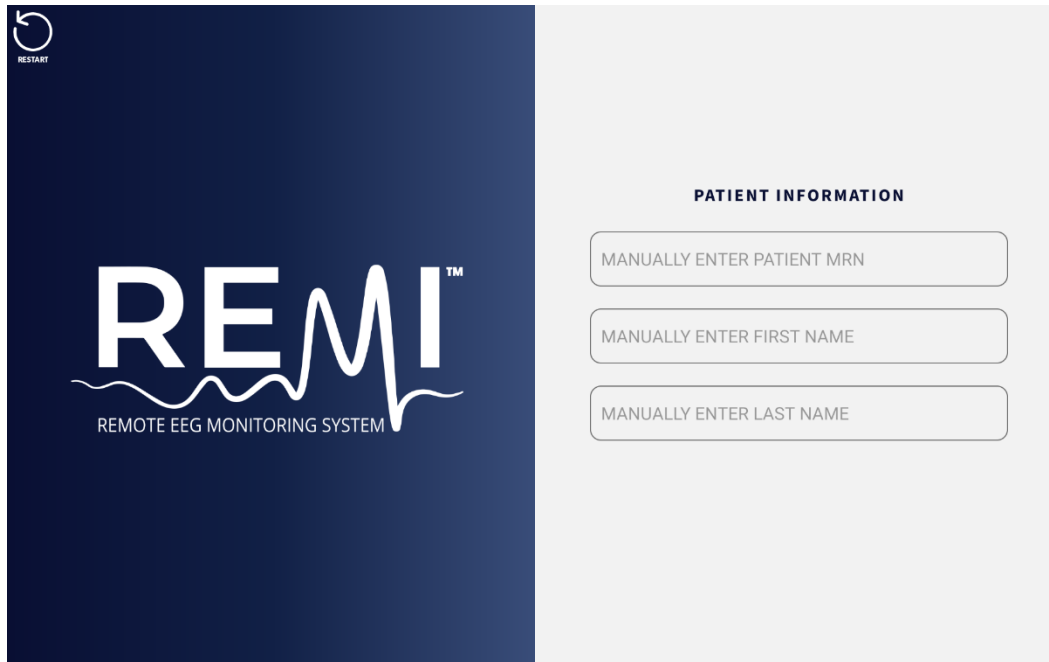 RESTART
REMI™
REMOTE EEG MONITORING SYSTEM
PATIENT INFORMATION
MANUALLY ENTER PATIENT MRN
MANUALLY ENTER FIRST NAME
MANUALLY ENTER LAST NAME